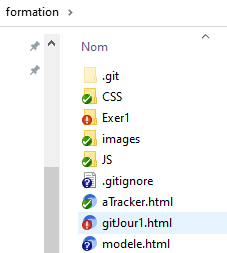 formation
Nom
.git
CSS
Exer1
images
JS
.gitignore
aTracker.html
gitJour1.html
modele.html